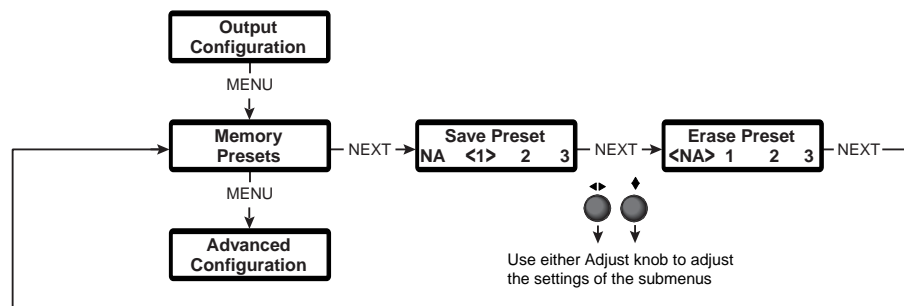 Output
Configuration
MENU
Memory
Presets
NEXT
Save Preset
NA <1> 2 3
NEXT
Erase Preset
<NA> 1 2 3
NEXT
MENU
Advanced
Configuration
Use either Adjust knob to adjust
the settings of the submenus